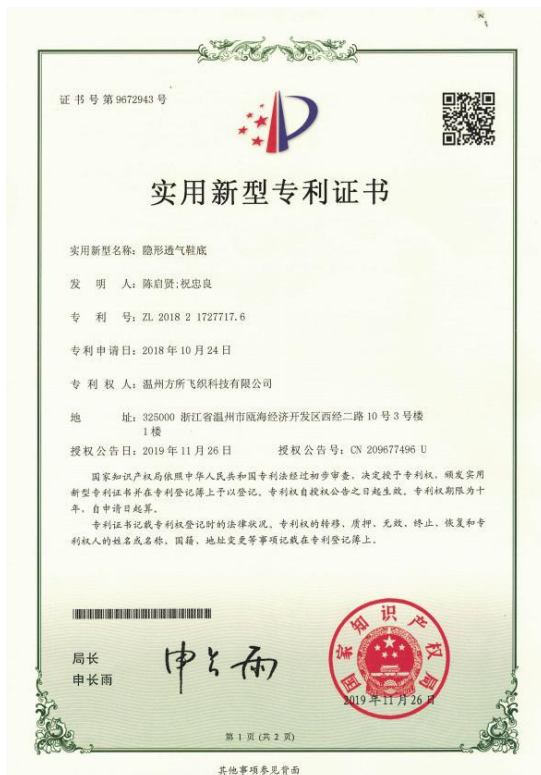 证书号第9672943号
实用新型专利证书
实用新型名称：隐形透气鞋底
发明人：陈启贤;祝忠良
专利号：ZL 2018 2 1727717.6
专利申请日：2018年10月24日
专利权人：温州方所飞织科技有限公司
地址：325000 浙江省温州市瓯海经济开发区西经二路10号3号楼
1楼
授权公告日：2019年11月26日 授权公告号：CN 209677496 U
国家知识产权局依照中华人民共和国专利法经过初步审查，决定授予专利权，颁发实用
新型专利证书并在专利登记簿上予以登记。专利权自授权公告之日起生效。专利权期限为十
年，自申请日起算。
专利证书记载专利权登记时的法律状况。专利权的转移、质押、无效、终止、恢复和专
利权人的姓名或名称、国籍、地址变更等事项记载在专利登记簿上。
局长
申长雨
申长雨
国家知识产权局
2019年11月26日
第 1 页 (共 2 页)
其他事项参见背面